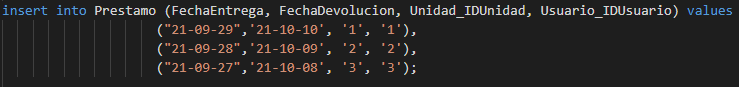 insert into Prestamo (FechaEntrega, FechaDevolucion, Unidad_IDUnidad, Usuario_IDUsuario) values
("21-09-29",'21-10-10', '1', '1'),
("21-09-28",'21-10-09', '2', '2'),
("21-09-27",'21-10-08', '3', '3');